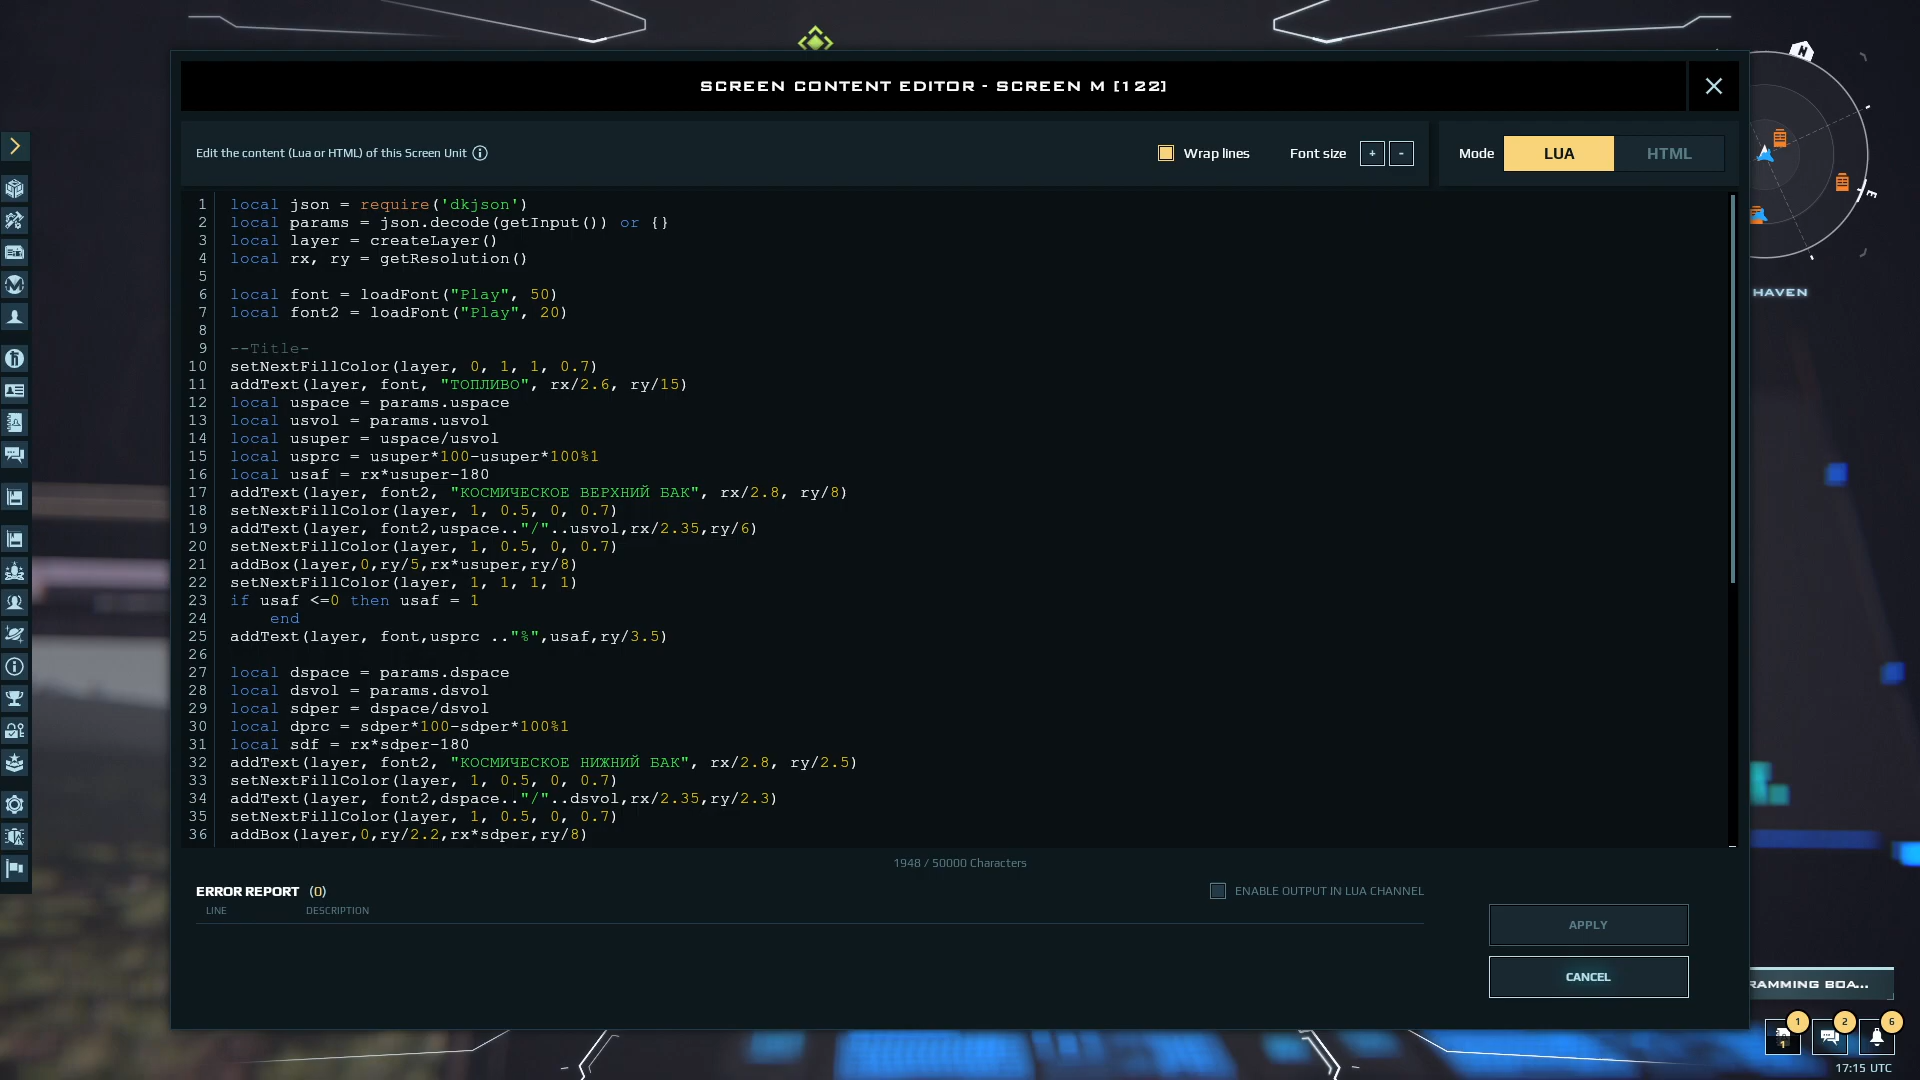 SCREEN CONTENT EDITOR - SCREEN M [122]
N
Edit the content (Lua or HTML) of this Screen Unit
Wrap lines
Font size + -
Mode LUA HTML
E
HAVEN
1 local json = require('dkjson')
2 local params = json.decode(getInput()) or {}
3 local layer = createLayer()
4 local rx, ry = getResolution()
5
6 local font = loadFont("Play", 50)
7 local font2 = loadFont("Play", 20)
8
9 --Title-
10 setNextFillColor(layer, 0, 1, 1, 0.7)
11 addText(layer, font, "ТОПЛИВО", rx/2.6, ry/15)
12 local uspace = params.uspace
13 local usvol = params.usvol
14 local usuper = uspace/usvol
15 local usprc = usuper*100-usuper*100%1
16 local usaf = rx*usuper-180
17 addText(layer, font2, "КОСМИЧЕСКОЕ ВЕРХНИЙ БАК", rx/2.8, ry/8)
18 setNextFillColor(layer, 1, 0.5, 0, 0.7)
19 addText(layer, font2,uspace.."/"..usvol,rx/2.35,ry/6)
20 setNextFillColor(layer, 1, 0.5, 0, 0.7)
21 addBox(layer,0,ry/5,rx*usuper,ry/8)
22 setNextFillColor(layer, 1, 1, 1, 1)
23 if usaf <=0 then usaf = 1
24 end
25 addText(layer, font,usprc .."%",usaf,ry/3.5)
26
27 local dspace = params.dspace
28 local dsvol = params.dsvol
29 local sdper = dspace/dsvol
30 local dprc = sdper*100-sdper*100%1
31 local sdf = rx*sdper-180
32 addText(layer, font2, "КОСМИЧЕСКОЕ НИЖНИЙ БАК", rx/2.8, ry/2.5)
33 setNextFillColor(layer, 1, 0.5, 0, 0.7)
34 addText(layer, font2,dspace.."/"..dsvol,rx/2.35,ry/2.3)
35 setNextFillColor(layer, 1, 0.5, 0, 0.7)
36 addBox(layer,0,ry/2.2,rx*sdper,ry/8)
1948 / 50000 Characters
ERROR REPORT (0)
ENABLE OUTPUT IN LUA CHANNEL
LINE DESCRIPTION
APPLY
CANCEL
RAMMING BOA...
1 2 6
1
17:15 UTC